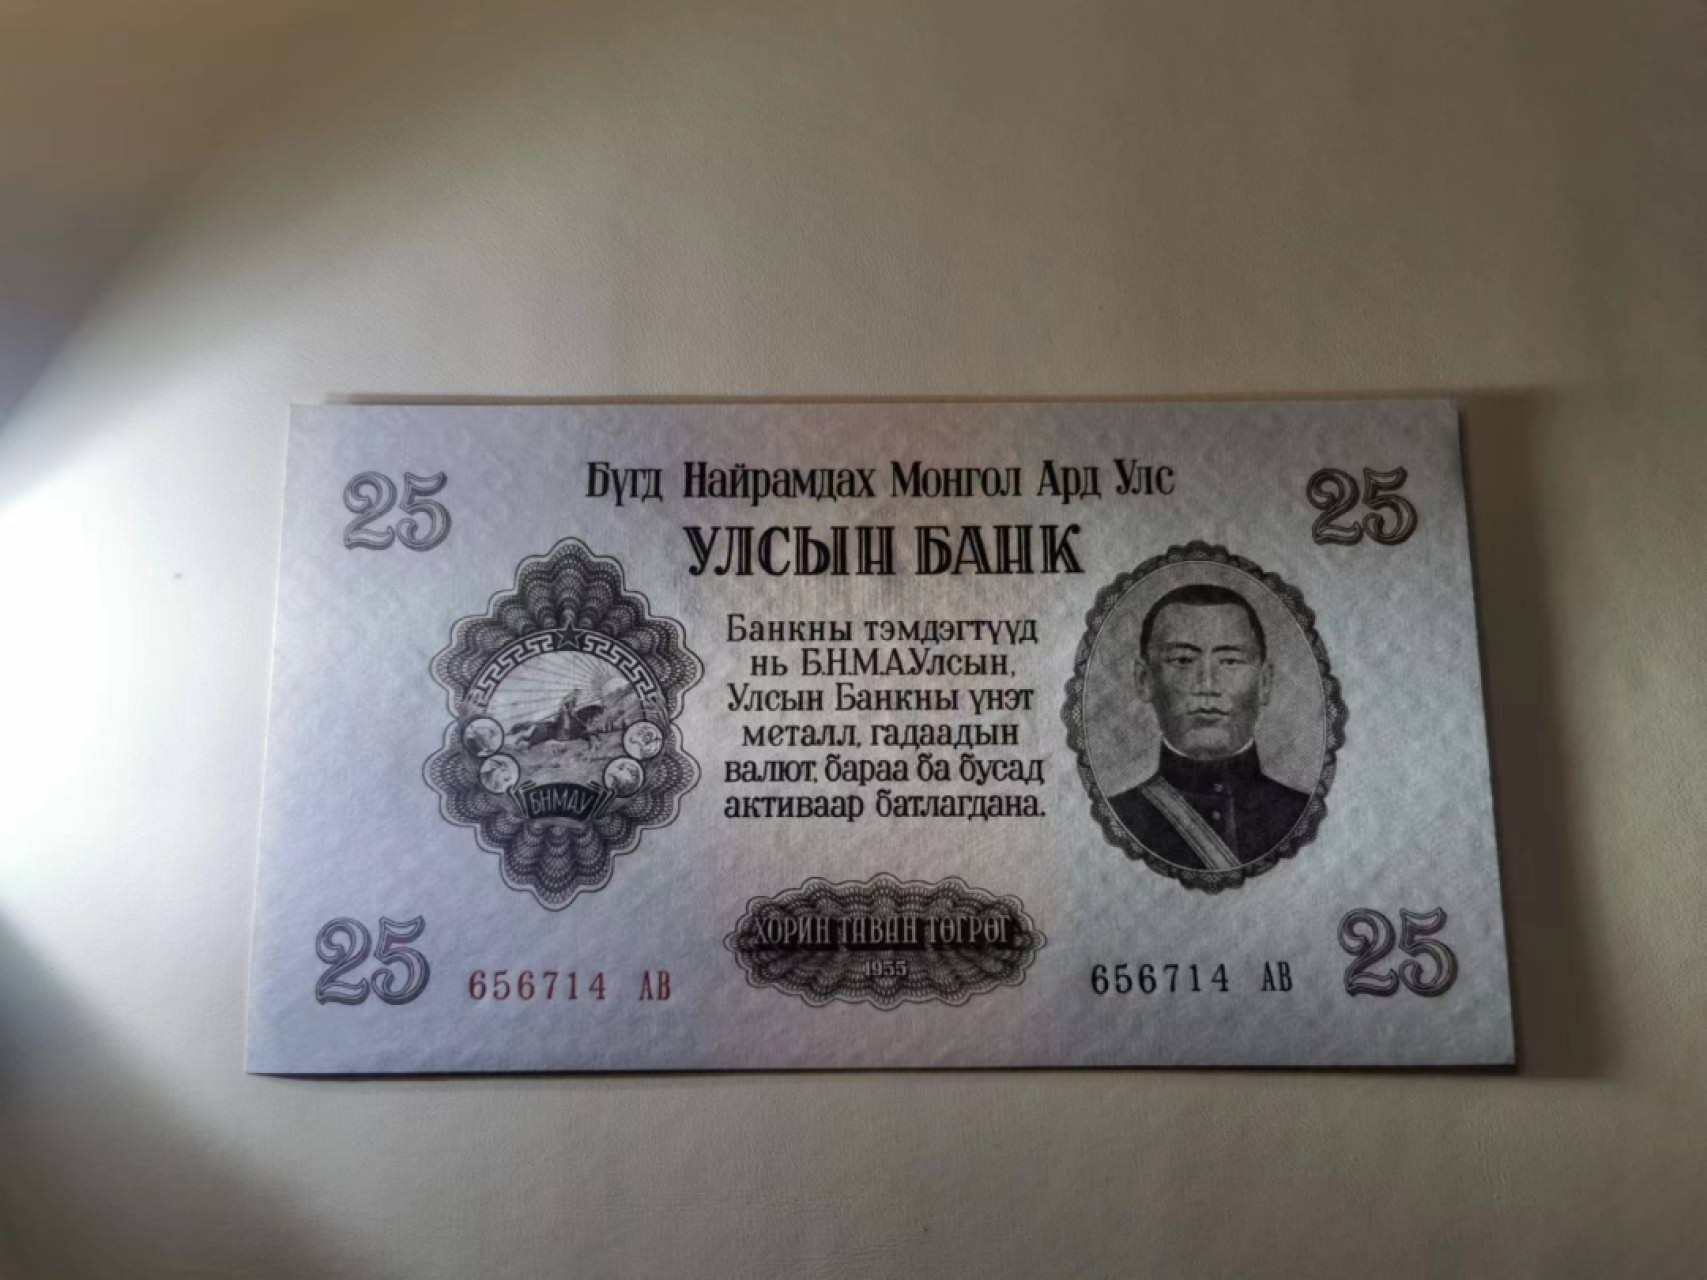 Бүгд Найрамдах Монгол Ард Улс
25 25
УЛСЫН БАНК
Банкны тэмдэгтүүд
нь Б.Н.М.А.Улсын,
Улсын Банкны үнэт
металл, гадаадын
валют, бараа ба бусад
активаар батлагдана.
БНМАУ
ХОРИН ТАВАН ТӨГРӨГ
1955
25 656714 АВ 656714 АВ 25